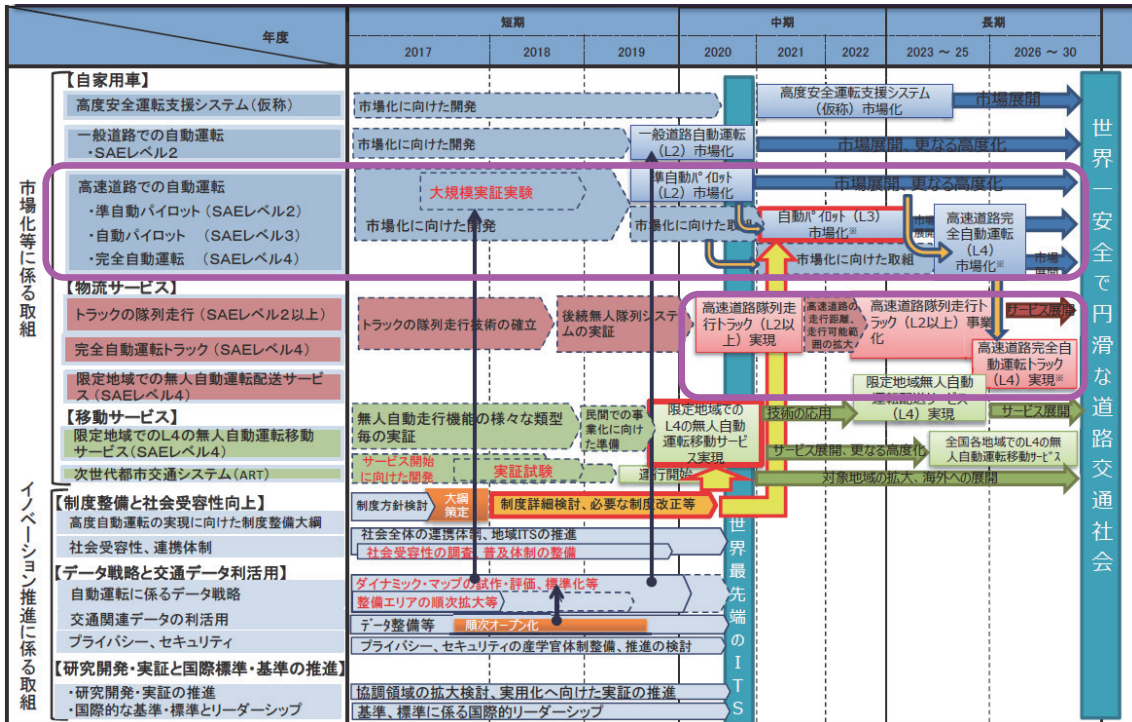 年度
短期
中期
長期
2017
2018
2019
2020
2021
2022
2023 ～ 25
2026 ～ 30
市場化等に係る取組
【自家用車】
高度安全運転支援システム(仮称)
市場化に向けた開発
高度安全運転支援システム
(仮称)市場化
市場展開
一般道路での自動運転
・SAEレベル2
市場化に向けた開発
一般道路自動運転
(L2)市場化
市場展開、更なる高度化
高速道路での自動運転
・準自動パイロット(SAEレベル2)
・自動パイロット (SAEレベル3)
・完全自動運転 (SAEレベル4)
大規模実証実験
市場化に向けた開発
準自動ﾊﾟｲﾛｯﾄ
(L2)市場化
市場展開、更なる高度化
市場化に向けた取組
自動ﾊﾟｲﾛｯﾄ(L3)
市場化※
市場
展開
高速道路完
全自動運転
(L4)
市場化※
市場化に向けた取組
市場
展開
【物流サービス】
トラックの隊列走行(SAEレベル2以上)
トラックの隊列走行技術の確立
後続無人隊列システ
ムの実証
高速道路隊列走
行トラック(L2以
上)実現
高速道路の
走行距離、
走行可能範
囲の拡大
高速道路隊列走行ト
ラック(L2以上)事業
化
サービス展開
完全自動運転トラック(SAEレベル4)
高速道路完全自
動運転トラック
(L4)実現※
限定地域での無人自動運転配送サービ
ス(SAEレベル4)
限定地域無人自動
運転配送サービス
(L4)実現
サービス展開
【移動サービス】
限定地域でのL4の無人自動運転移動
サービス(SAEレベル4)
無人自動走行機能の様々な類型
毎の実証
民間での事
業化に向け
た準備
限定地域での
L4の無人自動
運転移動サービ
ス実現
技術の応用
サービス展開、更なる高度化
全国各地域でのL4の無
人自動運転移動サービス
次世代都市交通システム(ART)
サービス開始
に向けた開発
実証試験
運行開始
対象地域の拡大、海外への展開
イノベーション推進に係る取組
【制度整備と社会受容性向上】
高度自動運転の実現に向けた制度整備大綱
制度方針検討
大綱
策定
制度詳細検討、必要な制度改正等
社会受容性、連携体制
社会全体の連携体制、地域ITSの推進
社会受容性の調査、普及体制の整備
【データ戦略と交通データ利活用】
自動運転に係るデータ戦略
ダイナミック・マップの試作・評価、標準化等
整備エリアの順次拡大等
交通関連データの利活用
データ整備等
順次オープン化
プライバシー、セキュリティ
プライバシー、セキュリティの産学官体制整備、推進の検討
【研究開発・実証と国際標準・基準の推進】
・研究開発・実証の推進
・国際的な基準・標準とリーダーシップ
協調領域の拡大検討、実用化へ向けた実証の推進
基準、標準に係る国際的リーダーシップ
世界最先端のITS
世界一安全で円滑な道路交通社会